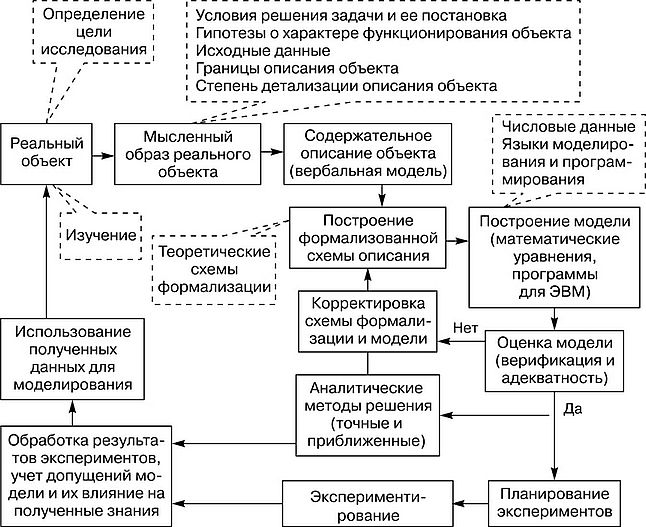 Определение
цели
исследования
Условия решения задачи и ее постановка
Гипотезы о характере функционирования объекта
Исходные данные
Границы описания объекта
Степень детализации описания объекта
Реальный
объект
Мысленный
образ реального
объекта
Содержательное
описание объекта
(вербальная модель)
Числовые данные
Языки моделиро-
вания и програм-
мирования
Изучение
Теоретические
схемы
формализации
Построение
формализованной
схемы описания
Построение модели
(математические
уравнения,
программы
для ЭВМ)
Использование
полученных
данных для
моделирования
Корректировка
схемы формали-
зации и модели
Нет
Оценка модели
(верификация и
адекватность)
Аналитические
методы решения
(точные и
приближенные)
Да
Обработка результа-
тов экспериментов,
учет допущений мо-
дели и их влияние на
полученные знания
Эксперименти-
рование
Планирование
экспериментов